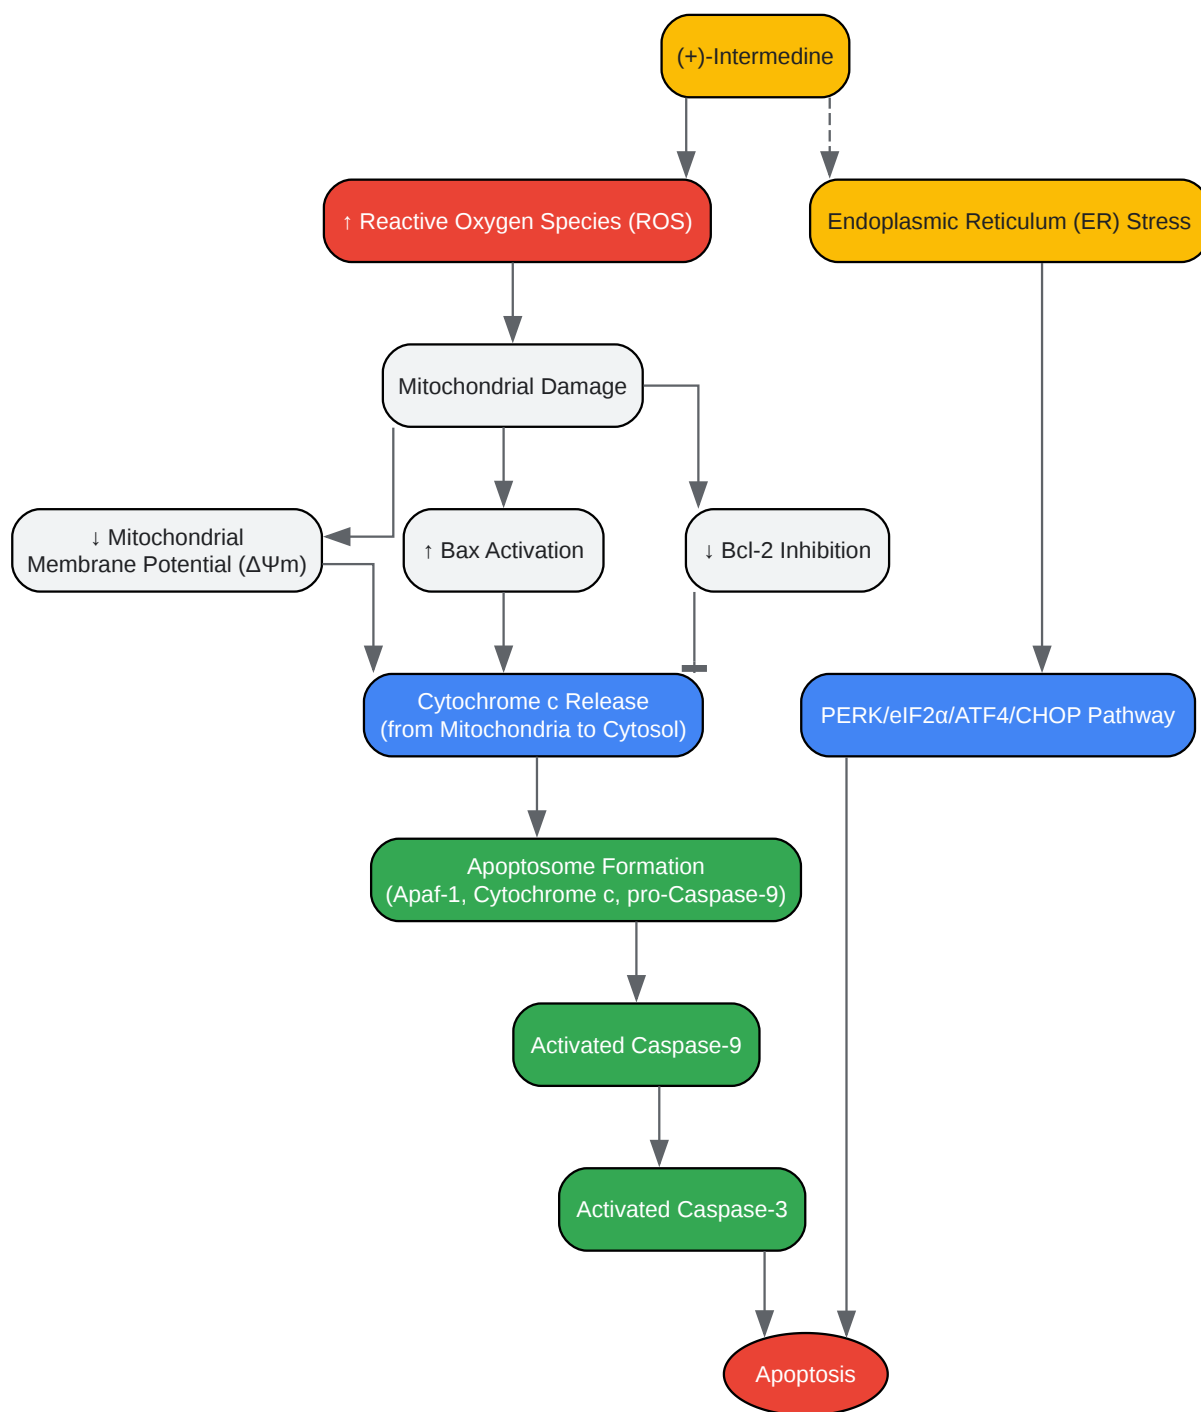 (+)-Intermedine
↑ Reactive Oxygen Species (ROS)
Endoplasmic Reticulum (ER) Stress
Mitochondrial Damage
↓ Mitochondrial
Membrane Potential (ΔΨm)
↑ Bax Activation
↓ Bcl-2 Inhibition
Cytochrome c Release
(from Mitochondria to Cytosol)
PERK/eIF2α/ATF4/CHOP Pathway
Apoptosome Formation
(Apaf-1, Cytochrome c, pro-Caspase-9)
Activated Caspase-9
Activated Caspase-3
Apoptosis